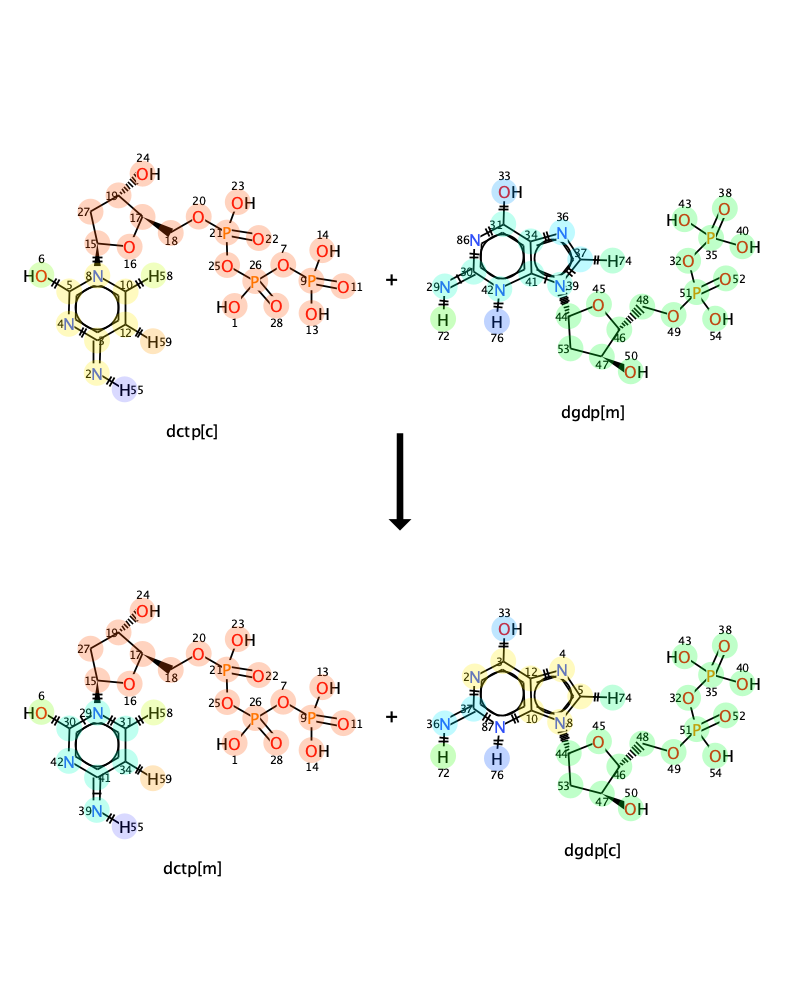 24
OH
19
23
OH
27
17
20
O
14
OH
15
O
16
18
21
P
22
O
7
O
6
HO
8
N
25
O
26
P
9
P
11
O
5
10
H58
HO
1
O
28
OH
13
4
N
12
H59
3
2
N
H55
dctp[c]
+
33
OH
38
O
43
HO
36
N
31
34
40
OH
86
N
35
P
37
H74
32
O
30
29
N
42
N
41
N
39
51
P
O
52
45
O
48
72
H
H
76
44
46
O
49
OH
54
53
47
50
OH
dgdp[m]
24
OH
19
23
OH
27
17
20
O
13
OH
15
O
16
18
21
P
22
O
7
O
6
HO
29
N
25
O
26
P
9
P
11
O
30
31
H58
HO
1
O
28
OH
14
42
N
34
H59
41
39
N
H55
dctp[m]
+
33
OH
38
O
43
HO
4
N
3
12
40
OH
2
N
35
P
5
H74
32
O
37
36
N
87
N
10
N
8
51
P
O
52
45
O
48
72
H
H
76
44
46
O
49
OH
54
53
47
50
OH
dgdp[c]